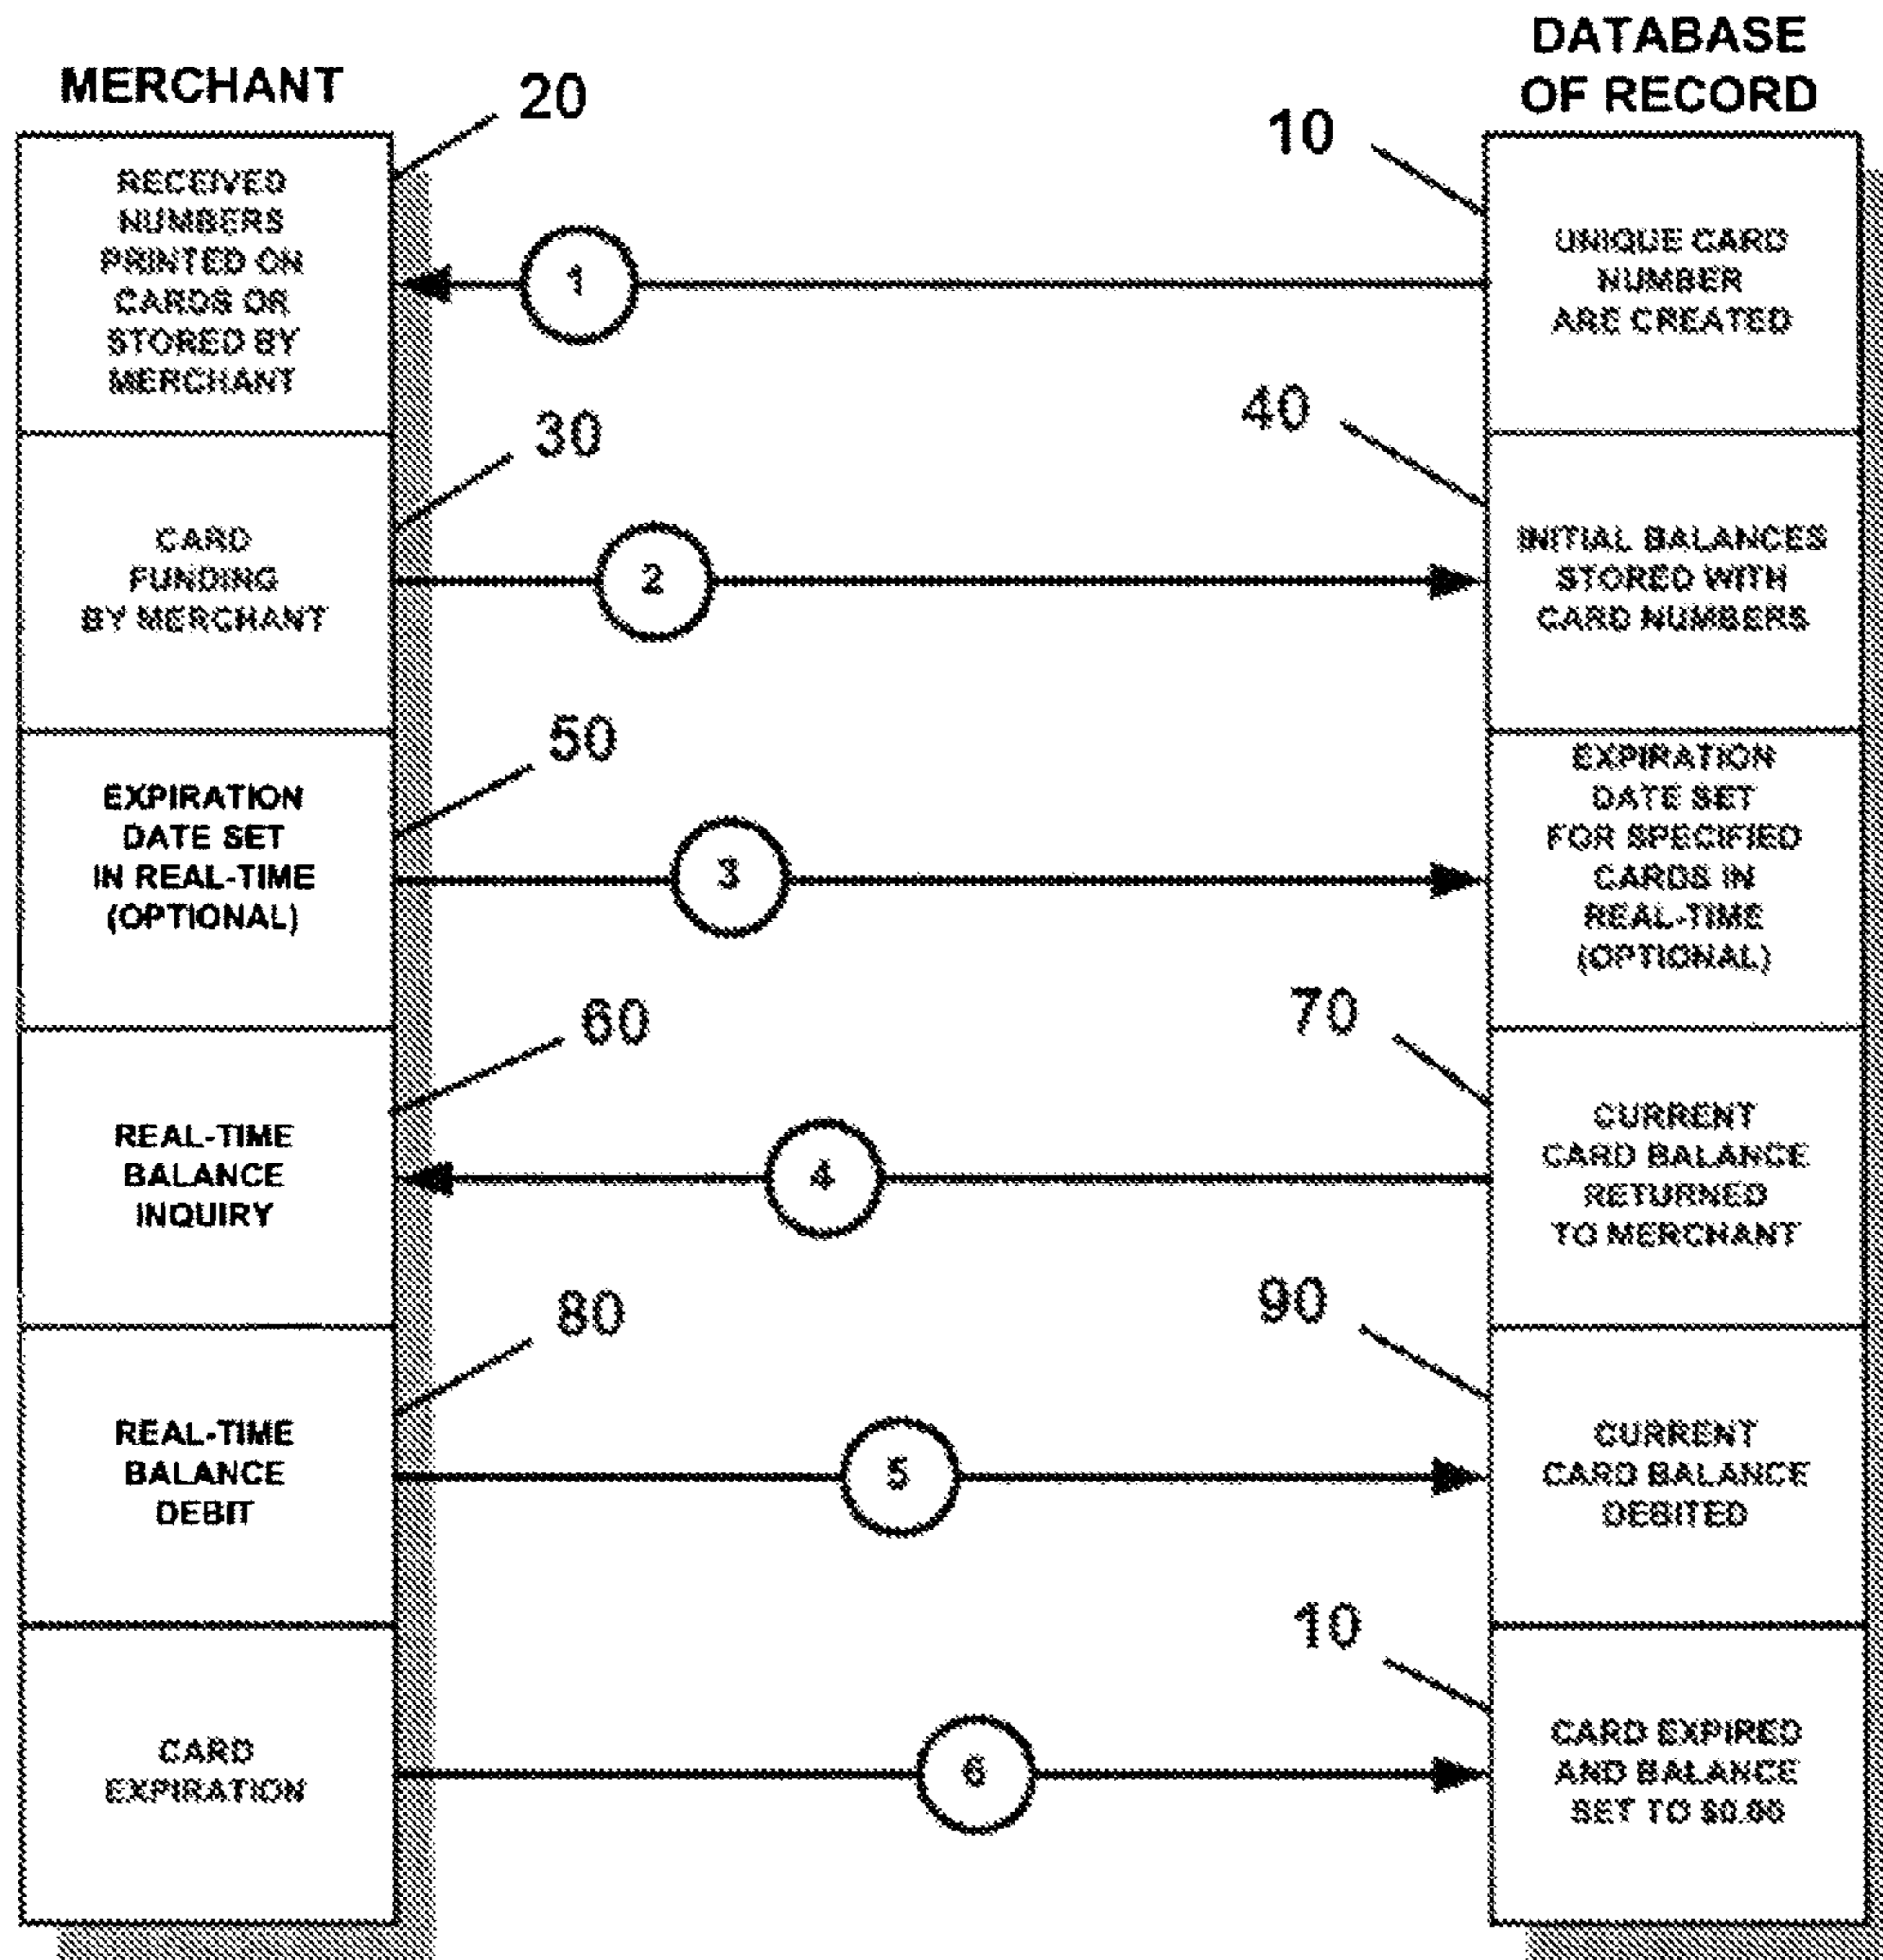 MERCHANT
20
RECEIVED
NUMBERS
PRINTED ON
CARDS OR
STORED BY
MERCHANT
1
DATABASE
OF RECORD
10
UNIQUE CARD
NUMBER
ARE CREATED
30
CARD
FUNDING
BY MERCHANT
2
40
INITIAL BALANCES
STORED WITH
CARD NUMBERS
50
EXPIRATION
DATE SET
IN REAL-TIME
(OPTIONAL)
3
EXPIRATION
DATE SET
FOR SPECIFIED
CARDS IN
REAL-TIME
(OPTIONAL)
60
REAL-TIME
BALANCE
INQUIRY
4
70
CURRENT
CARD BALANCE
RETURNED
TO MERCHANT
80
REAL-TIME
BALANCE
DEBIT
5
90
CURRENT
CARD BALANCE
DEBITED
CARD
EXPIRATION
6
10
CARD EXPIRED
AND BALANCE
SET TO $0.00